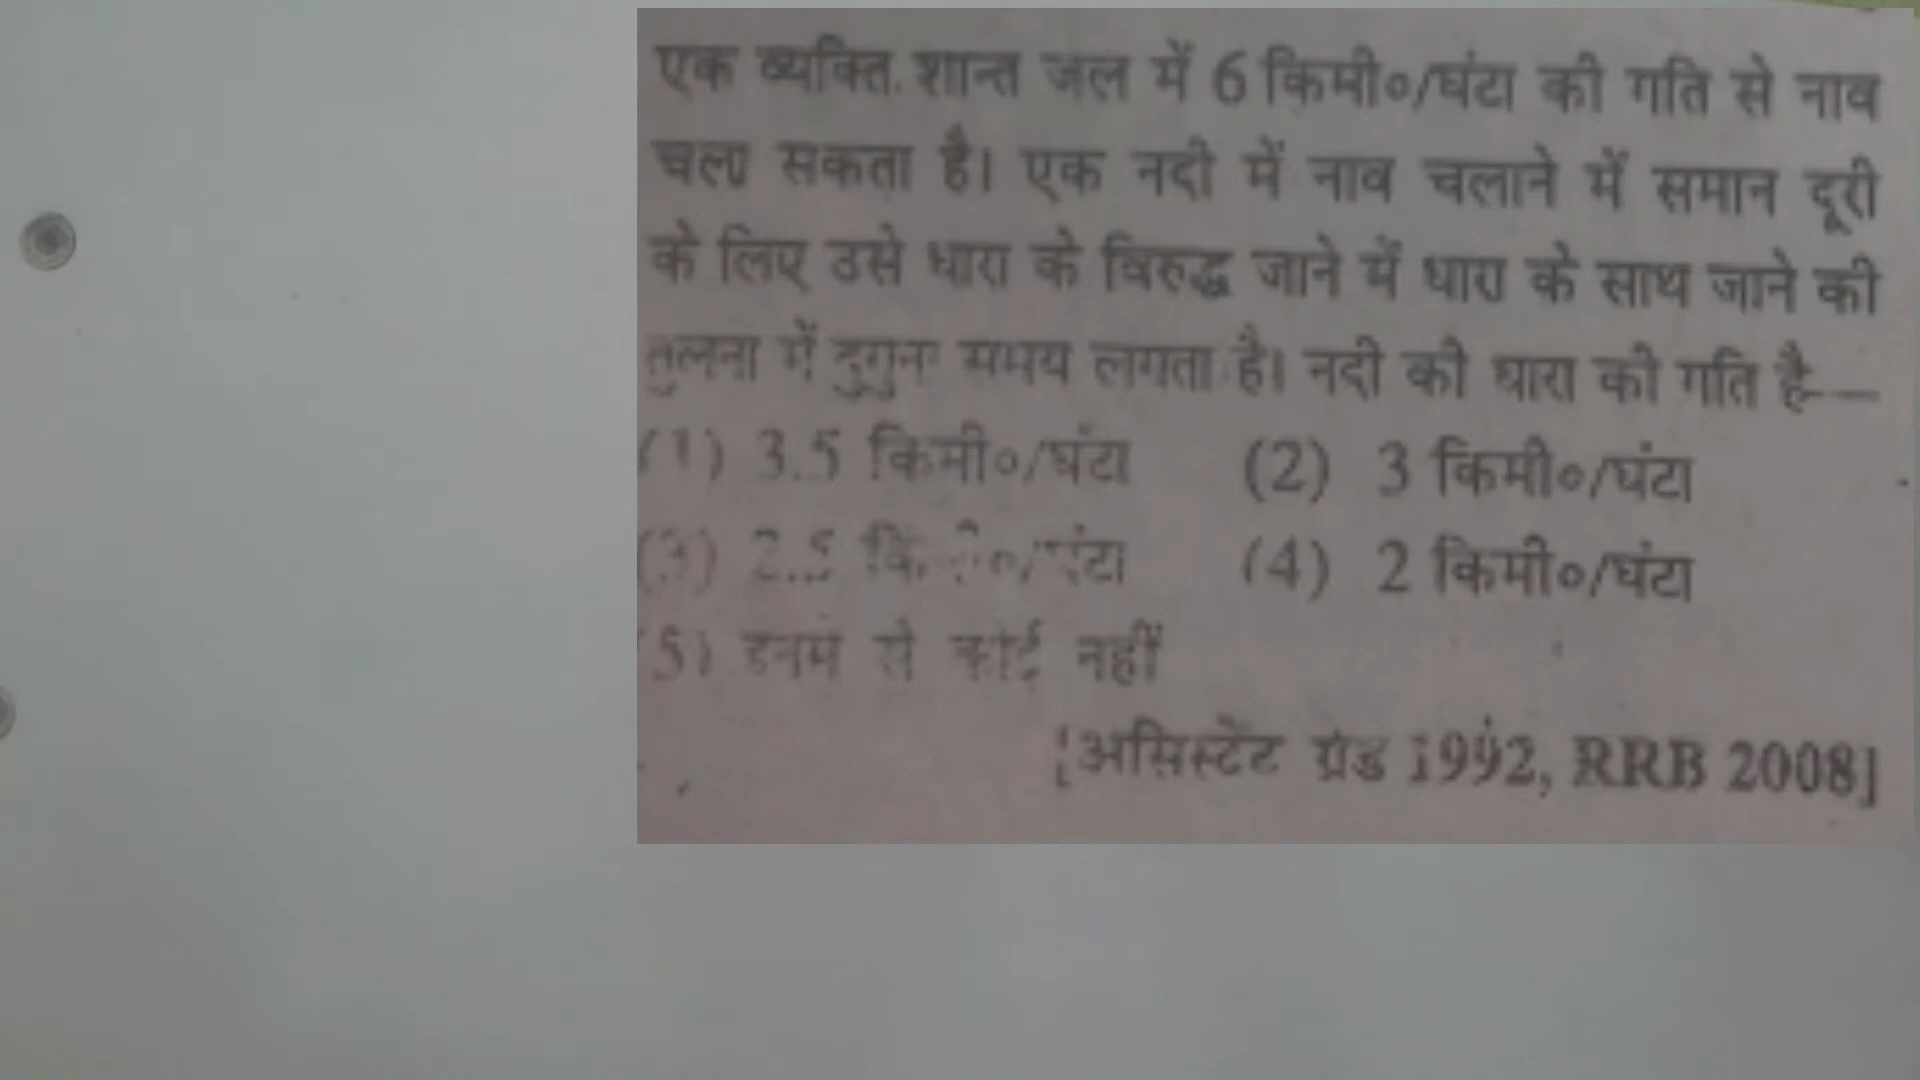 एक व्यक्ति शान्त जल में 6 किमी०/घंटा की गति से नाव
चला सकता है। एक नदी में नाव चलाने में समान दूरी
के लिए उसे धारा के विरुद्ध जाने में धारा के साथ जाने की
तुलना में दुगुना समय लगता है। नदी की धारा की गति है—
(1) 3.5 किमी०/घंटा (2) 3 किमी०/घंटा
(3) 2.5 किमी०/घंटा (4) 2 किमी०/घंटा
(5) इनमें से कोई नहीं
[असिस्टेंट ग्रेड 1992, RRB 2008]